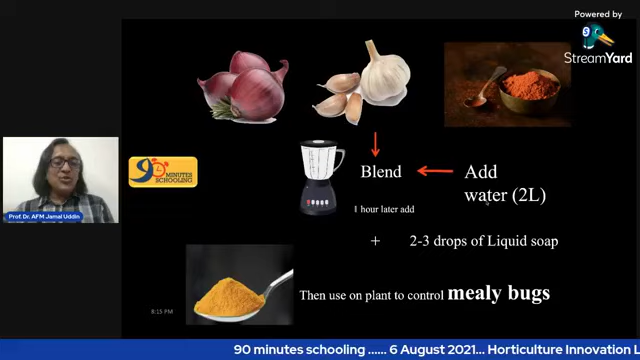 Powered by
StreamYard
9O
MINUTES
SCHOOLING
Blend
Add
water (2L)
1 hour later add
+ 2-3 drops of Liquid soap
Then use on plant to control mealy bugs
Prof. Dr. AFM Jamal Uddin
8:15 PM
90 minutes schooling ...... 6 August 2021... Horticulture Innovation L